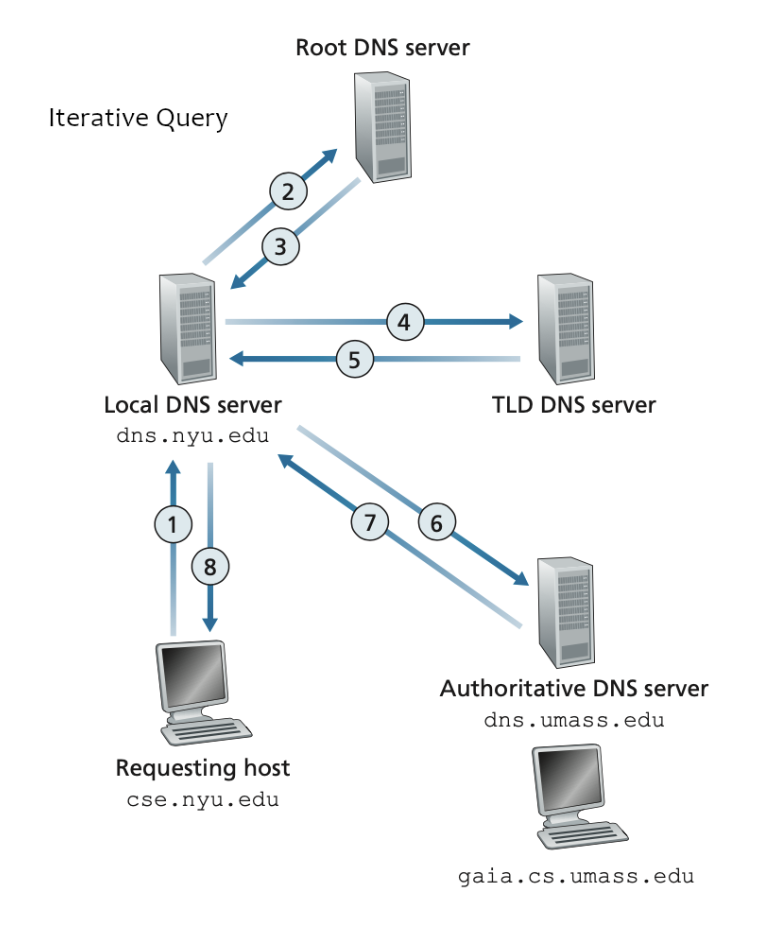 Root DNS server
Iterative Query
2
3
4
5
Local DNS server
dns.nyu.edu
TLD DNS server
1
8
7
6
Requesting host
cse.nyu.edu
Authoritative DNS server
dns.umass.edu
gaia.cs.umass.edu